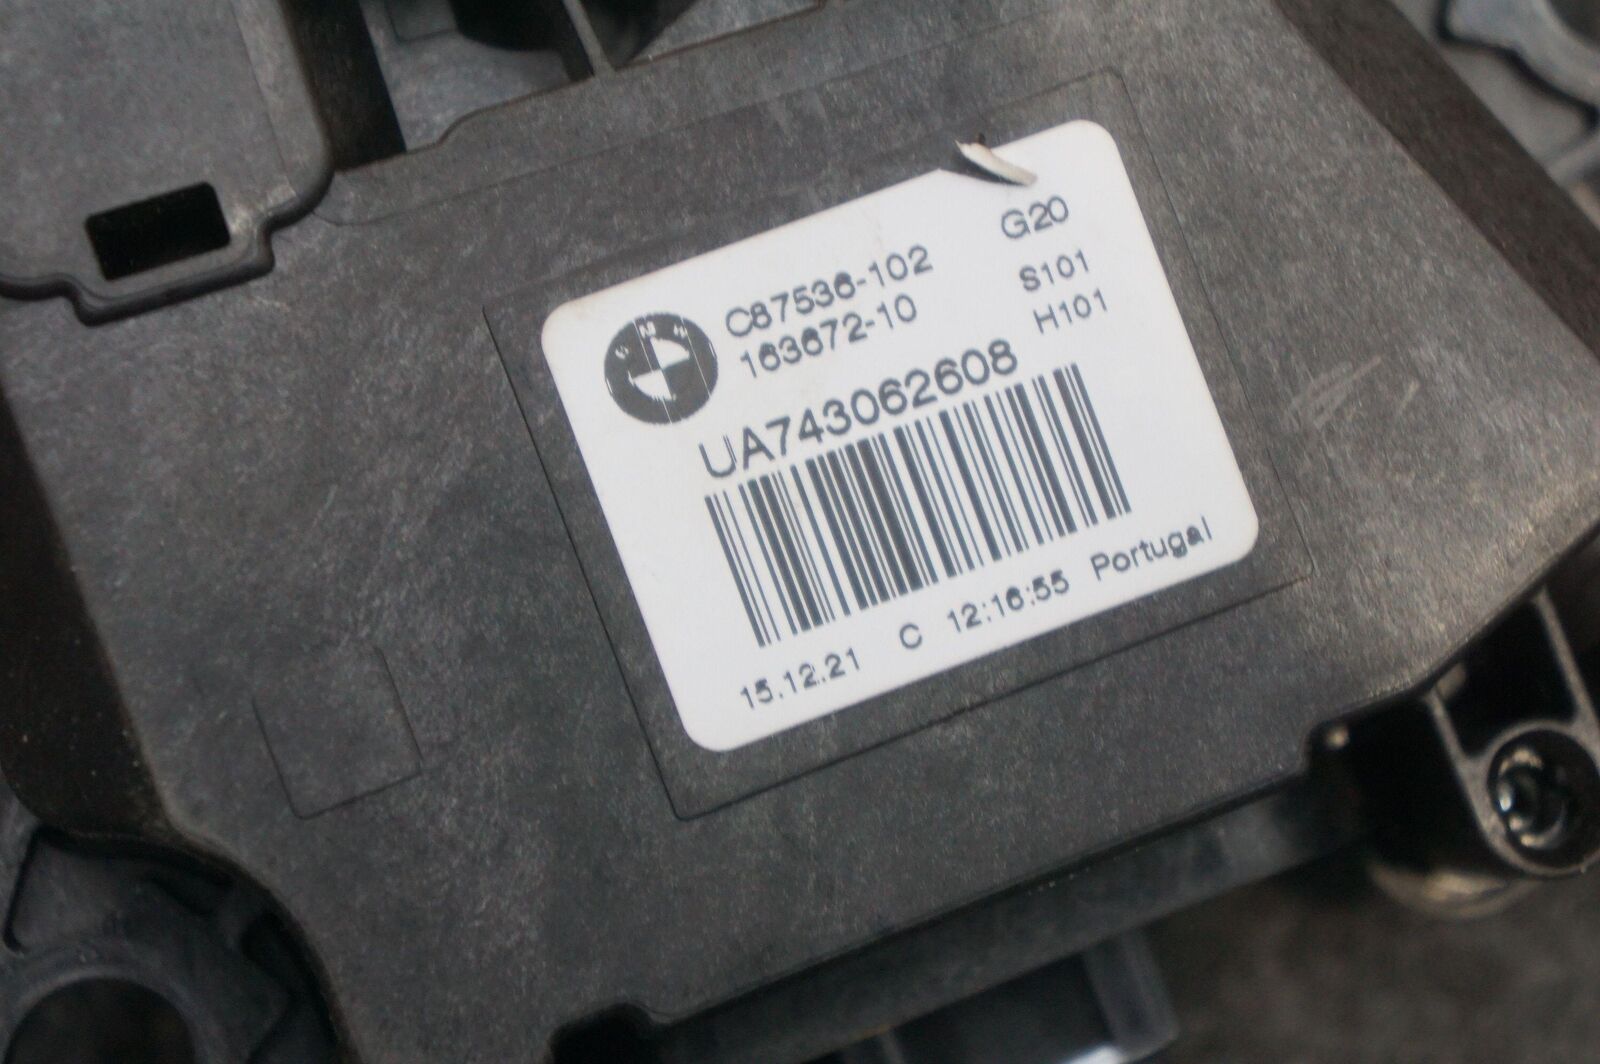 C87536-102 G20
163672-10 S101
H101
UA743062608
15.12.21 C 12:16:55 Portugal